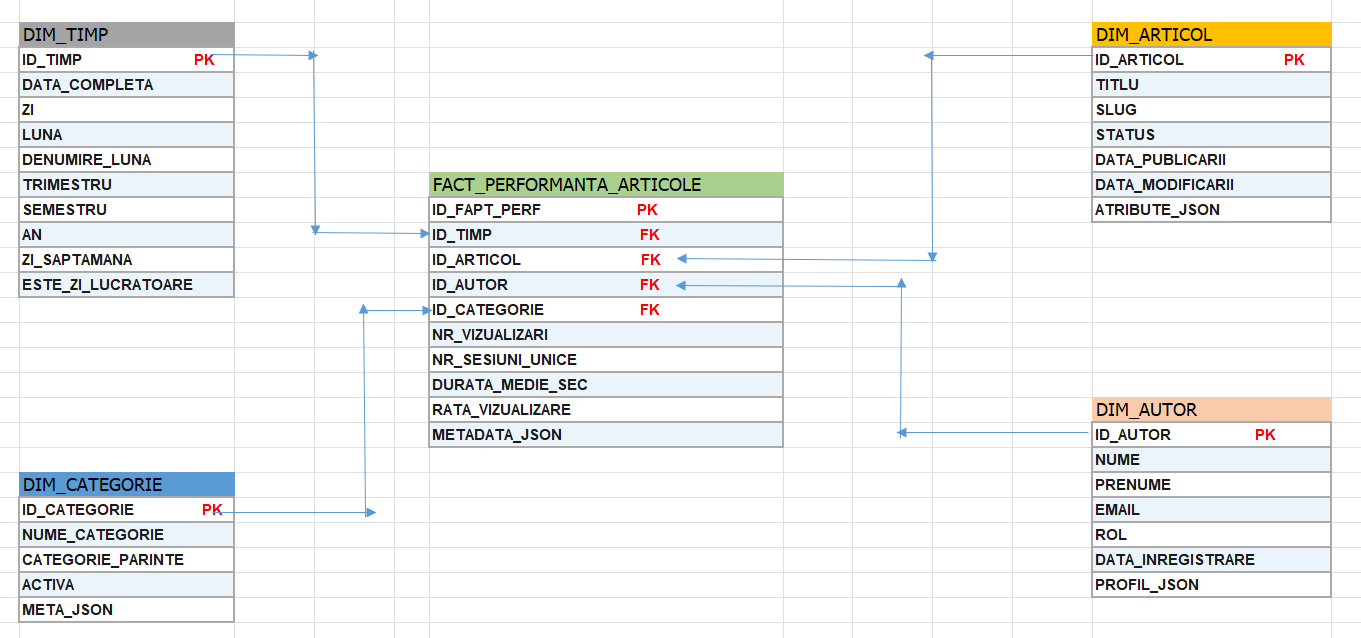 DIM_TIMP
ID_TIMP PK
DATA_COMPLETA
ZI
LUNA
DENUMIRE_LUNA
TRIMESTRU
SEMESTRU
AN
ZI_SAPTAMANA
ESTE_ZI_LUCRATOARE
DIM_CATEGORIE
ID_CATEGORIE PK
NUME_CATEGORIE
CATEGORIE_PARINTE
ACTIVA
META_JSON
FACT_PERFORMANTA_ARTICOLE
ID_FAPT_PERF PK
ID_TIMP FK
ID_ARTICOL FK
ID_AUTOR FK
ID_CATEGORIE FK
NR_VIZUALIZARI
NR_SESIUNI_UNICE
DURATA_MEDIE_SEC
RATA_VIZUALIZARE
METADATA_JSON
DIM_ARTICOL
ID_ARTICOL PK
TITLU
SLUG
STATUS
DATA_PUBLICARII
DATA_MODIFICARII
ATRIBUTE_JSON
DIM_AUTOR
ID_AUTOR PK
NUME
PRENUME
EMAIL
ROL
DATA_INREGISTRARE
PROFIL_JSON